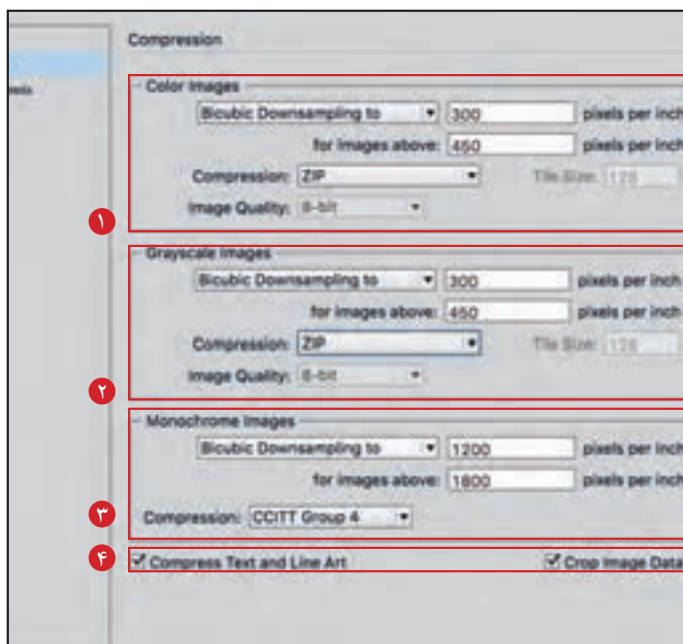 Compression
Color Images
Bicubic Downsampling to 300 pixels per inch
for images above: 450 pixels per inch
Compression: ZIP Tile Size: 128
Image Quality: 8-bit
۱
Grayscale Images
Bicubic Downsampling to 300 pixels per inch
for images above: 450 pixels per inch
Compression: ZIP Tile Size: 128
Image Quality: 8-bit
۲
Monochrome Images
Bicubic Downsampling to 1200 pixels per inch
for images above: 1800 pixels per inch
۳
Compression: CCITT Group 4
۴
Compress Text and Line Art Crop Image Data